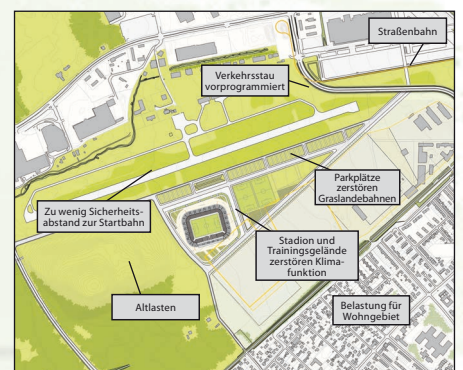 Straßenbahn
Verkehrsstau
vorprogrammiert
Parkplätze
zerstören
Graslandebahnen
Zu wenig Sicherheits-
abstand zur Startbahn
Stadion und
Trainingsgelände
zerstören Klima-
funktion
Altlasten
Belastung für
Wohngebiet